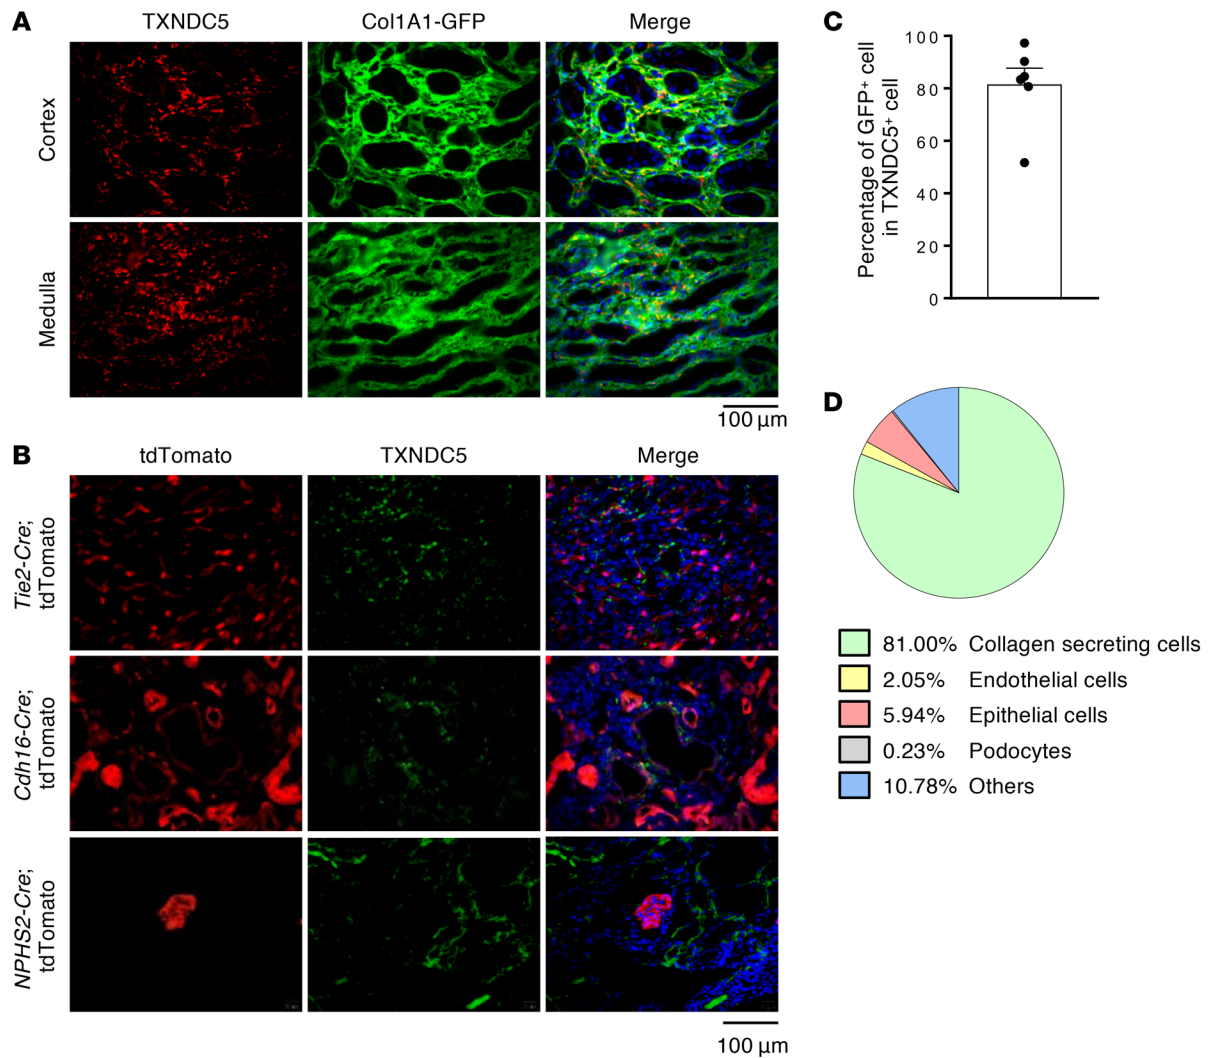 A
TXNDC5
Col1A1-GFP
Merge
Cortex
Medulla
100 μm
B
tdTomato
TXNDC5
Merge
Tie2-Cre;
tdTomato
Cdh16-Cre;
tdTomato
NPHS2-Cre;
tdTomato
100 μm
C
Percentage of GFP⁺ cell
in TXNDC5⁺ cell
100
80
60
40
20
0
D
81.00% Collagen secreting cells
2.05% Endothelial cells
5.94% Epithelial cells
0.23% Podocytes
10.78% Others